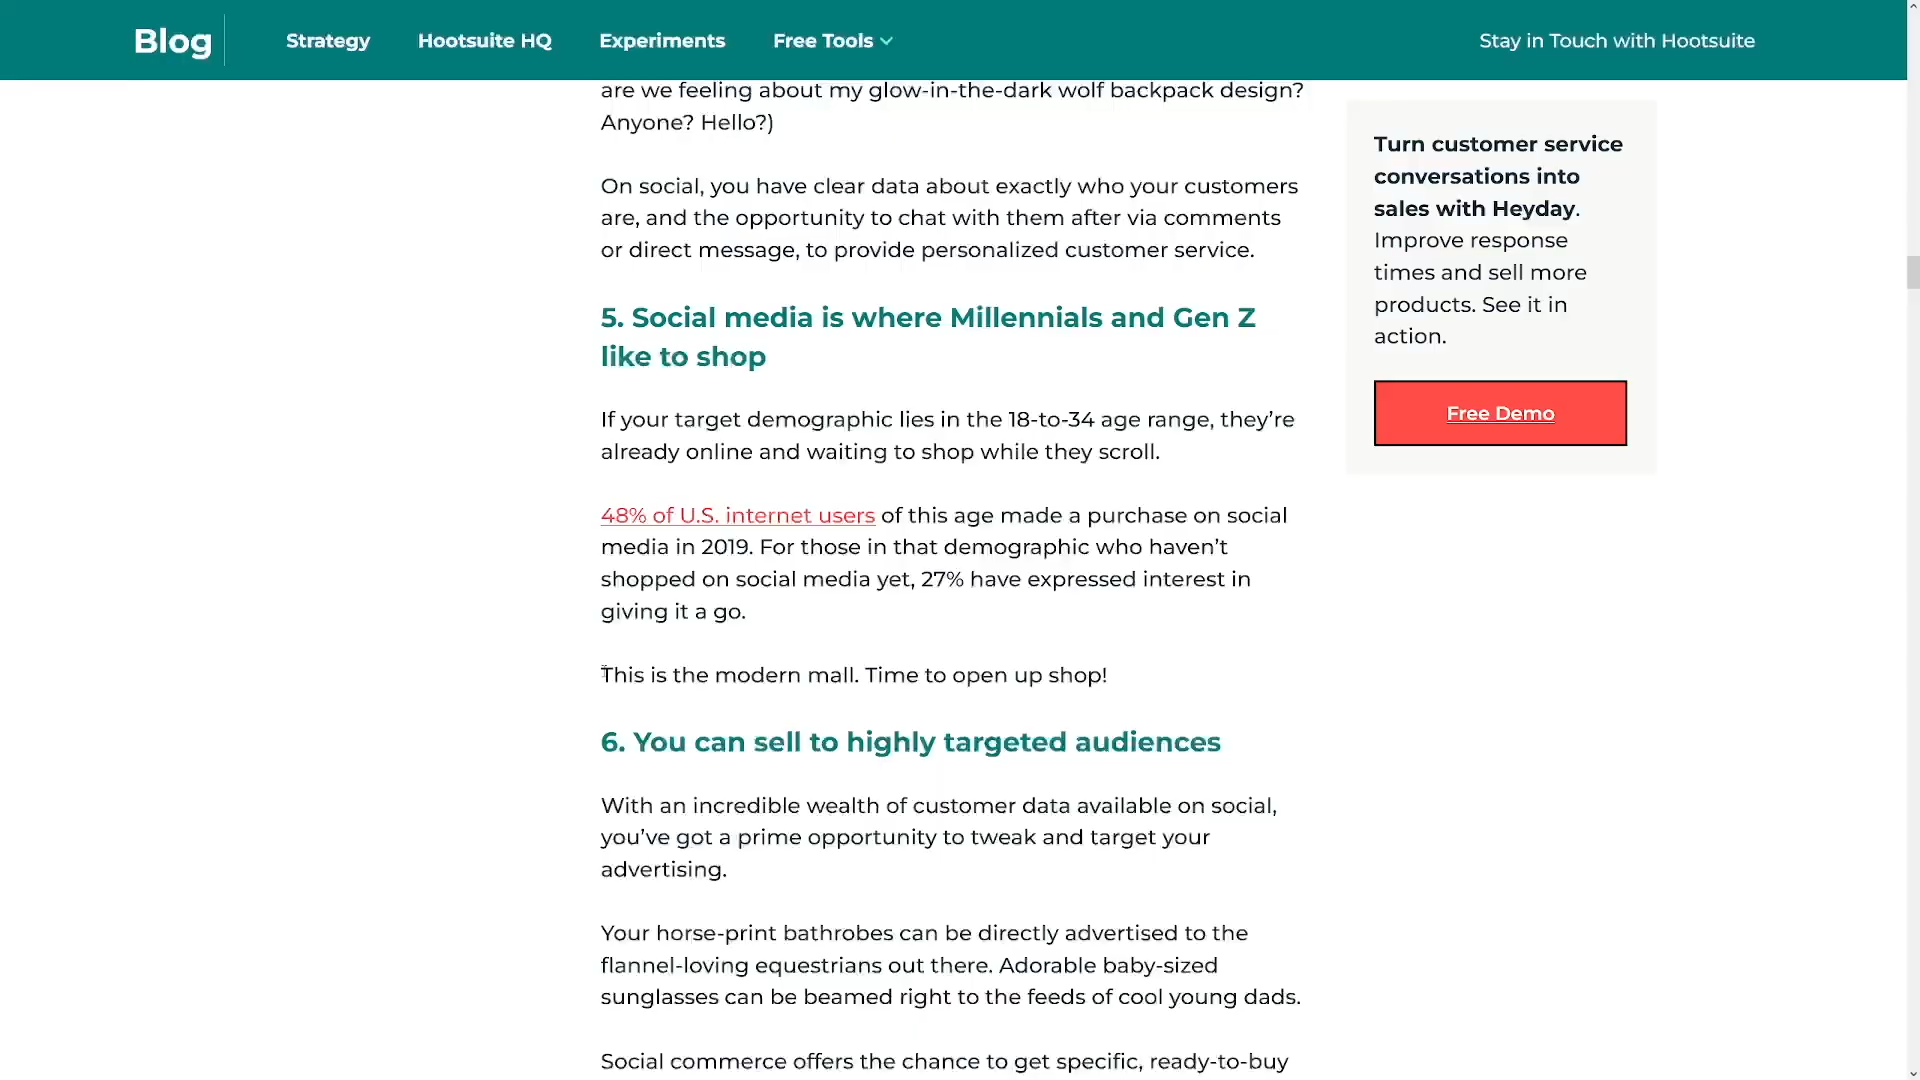 Blog
Strategy
Hootsuite HQ
Experiments
Free Tools
Stay in Touch with Hootsuite
are we feeling about my glow-in-the-dark wolf backpack design?
Anyone? Hello?)
On social, you have clear data about exactly who your customers
are, and the opportunity to chat with them after via comments
or direct message, to provide personalized customer service.
5. Social media is where Millennials and Gen Z
like to shop
If your target demographic lies in the 18-to-34 age range, they’re
already online and waiting to shop while they scroll.
48% of U.S. internet users of this age made a purchase on social
media in 2019. For those in that demographic who haven’t
shopped on social media yet, 27% have expressed interest in
giving it a go.
This is the modern mall. Time to open up shop!
6. You can sell to highly targeted audiences
With an incredible wealth of customer data available on social,
you’ve got a prime opportunity to tweak and target your
advertising.
Your horse-print bathrobes can be directly advertised to the
flannel-loving equestrians out there. Adorable baby-sized
sunglasses can be beamed right to the feeds of cool young dads.
Social commerce offers the chance to get specific, ready-to-buy
Turn customer service
conversations into
sales with Heyday.
Improve response
times and sell more
products. See it in
action.
Free Demo